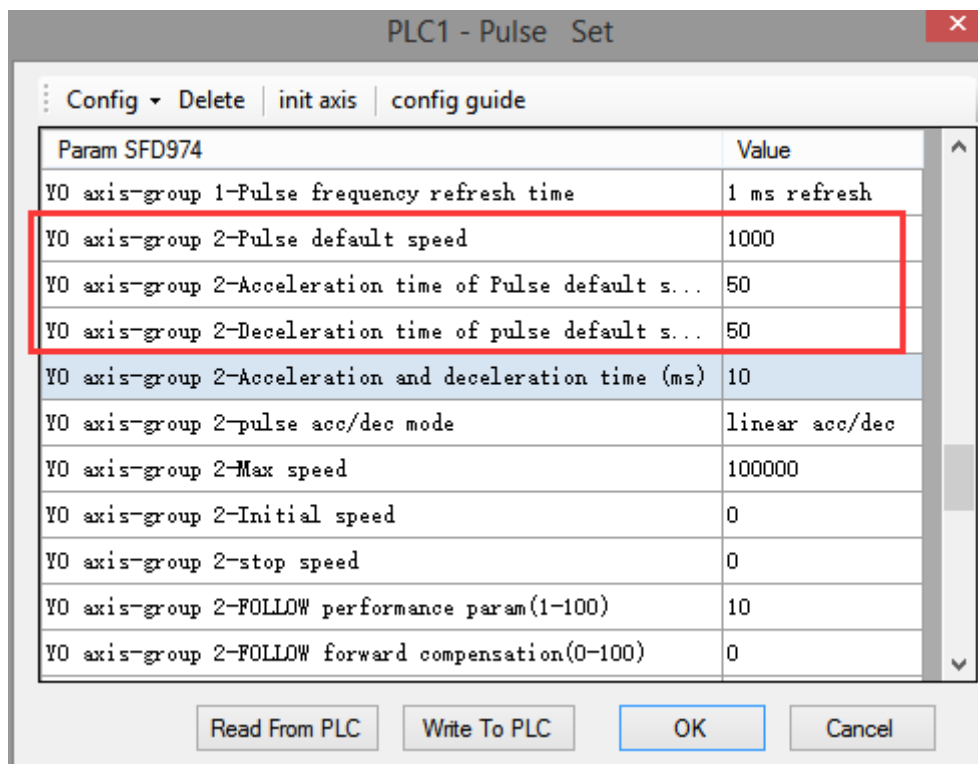 PLC1 - Pulse Set
Config Delete init axis config guide
Param SFD974 Value
Y0 axis-group 1-Pulse frequency refresh time 1 ms refresh
Y0 axis-group 2-Pulse default speed 1000
Y0 axis-group 2-Acceleration time of Pulse default s... 50
Y0 axis-group 2-Deceleration time of pulse default s... 50
Y0 axis-group 2-Acceleration and deceleration time (ms) 10
Y0 axis-group 2-pulse acc/dec mode linear acc/dec
Y0 axis-group 2-Max speed 100000
Y0 axis-group 2-Initial speed 0
Y0 axis-group 2-stop speed 0
Y0 axis-group 2-FOLLOW performance param(1-100) 10
Y0 axis-group 2-FOLLOW forward compensation(0-100) 0
Read From PLC Write To PLC OK Cancel